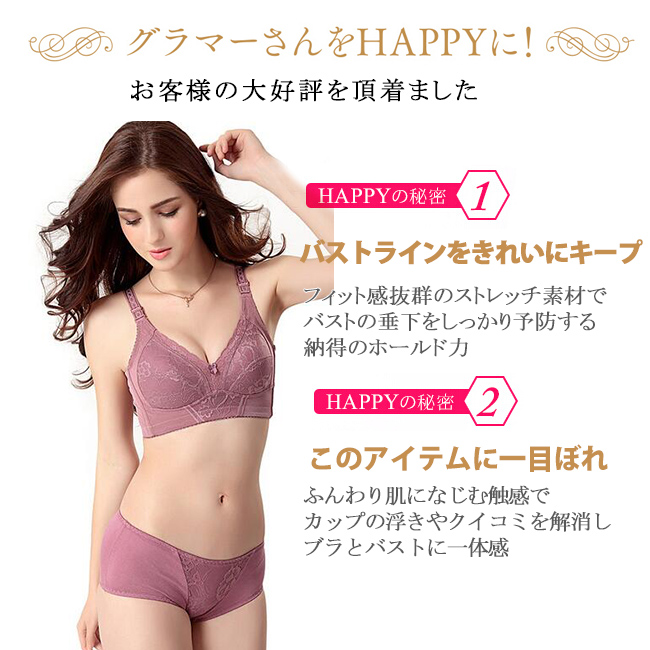 グラマーさんをHAPPYに！
お客様の大好評を頂着ました
HAPPYの秘密 1
バストラインをきれいにキープ
フィット感抜群のストレッチ素材で
バストの垂下をしっかり予防する
納得のホールド力
HAPPYの秘密 2
このアイテムに一目ぼれ
ふんわり肌になじむ触感で
カップの浮きやクイコミを解消し
ブラとバストに一体感